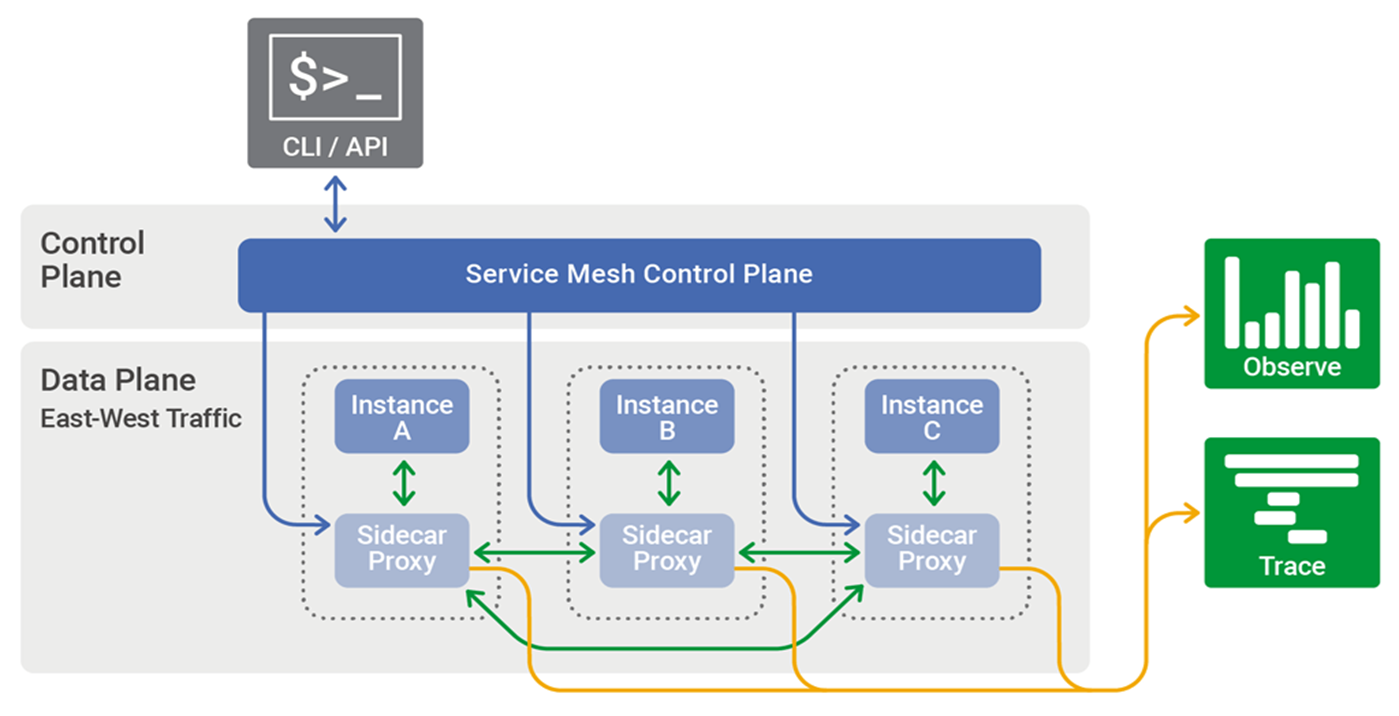 $>_
CLI / API
Control
Plane
Service Mesh Control Plane
Data Plane
East-West Traffic
Instance
A
Instance
B
Instance
C
Sidecar
Proxy
Sidecar
Proxy
Sidecar
Proxy
Observe
Trace